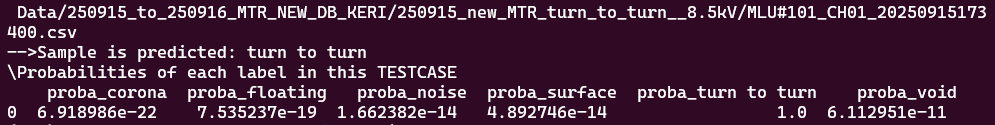 Data/250915_to_250916_MTR_NEW_DB_KERI/250915_new_MTR_turn_to_turn__8.5kV/MLU#101_CH01_20250915173
400.csv
-->Sample is predicted: turn to turn
\Probabilities of each label in this TESTCASE
proba_corona proba_floating proba_noise proba_surface proba_turn to turn proba_void
0 6.918986e-22 7.535237e-19 1.662382e-14 4.892746e-14 1.0 6.112951e-11